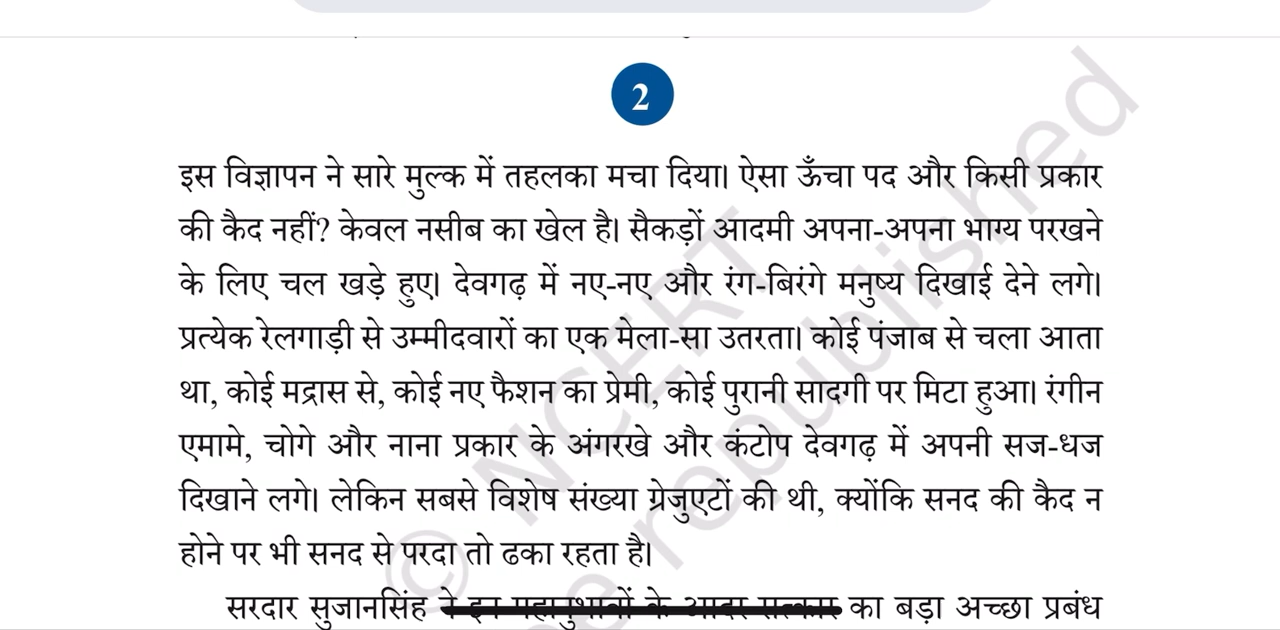 2
इस विज्ञापन ने सारे मुल्क में तहलका मचा दिया। ऐसा ऊँचा पद और किसी प्रकार
की कैद नहीं? केवल नसीब का खेल है। सैकड़ों आदमी अपना-अपना भाग्य परखने
के लिए चल खड़े हुए। देवगढ़ में नए-नए और रंग-बिरंगे मनुष्य दिखाई देने लगे।
प्रत्येक रेलगाड़ी से उम्मीदवारों का एक मेला-सा उतरता। कोई पंजाब से चला आता
था, कोई मद्रास से, कोई नए फैशन का प्रेमी, कोई पुरानी सादगी पर मिटा हुआ। रंगीन
एमामे, चोगे और नाना प्रकार के अंगरखे और कंटोप देवगढ़ में अपनी सज-धज
दिखाने लगे। लेकिन सबसे विशेष संख्या ग्रेजुएटों की थी, क्योंकि सनद की कैद न
होने पर भी सनद से परदा तो ढका रहता है।
सरदार सुजानसिंह का बड़ा अच्छा प्रबंध
© NCERT
be republished